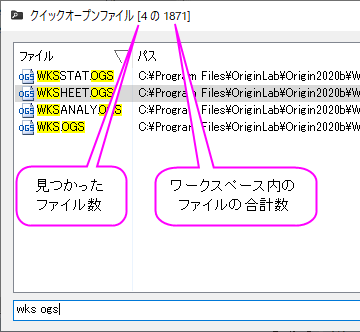 クイックオープンファイル [4 の 1871]
ファイル パス
WKSSTAT.OGS C:¥Program Files¥OriginLab¥Origin2020b¥W
WKSHEET.OGS C:¥Program Files¥OriginLab¥Origin2020b¥W
WKSANALY.OGS C:¥Program Files¥OriginLab¥Origin2020b¥W
WKS.OGS C:¥Program Files¥OriginLab¥Origin2020b¥W
見つかった
ファイル数
ワークスペース内の
ファイルの合計数
wks ogs